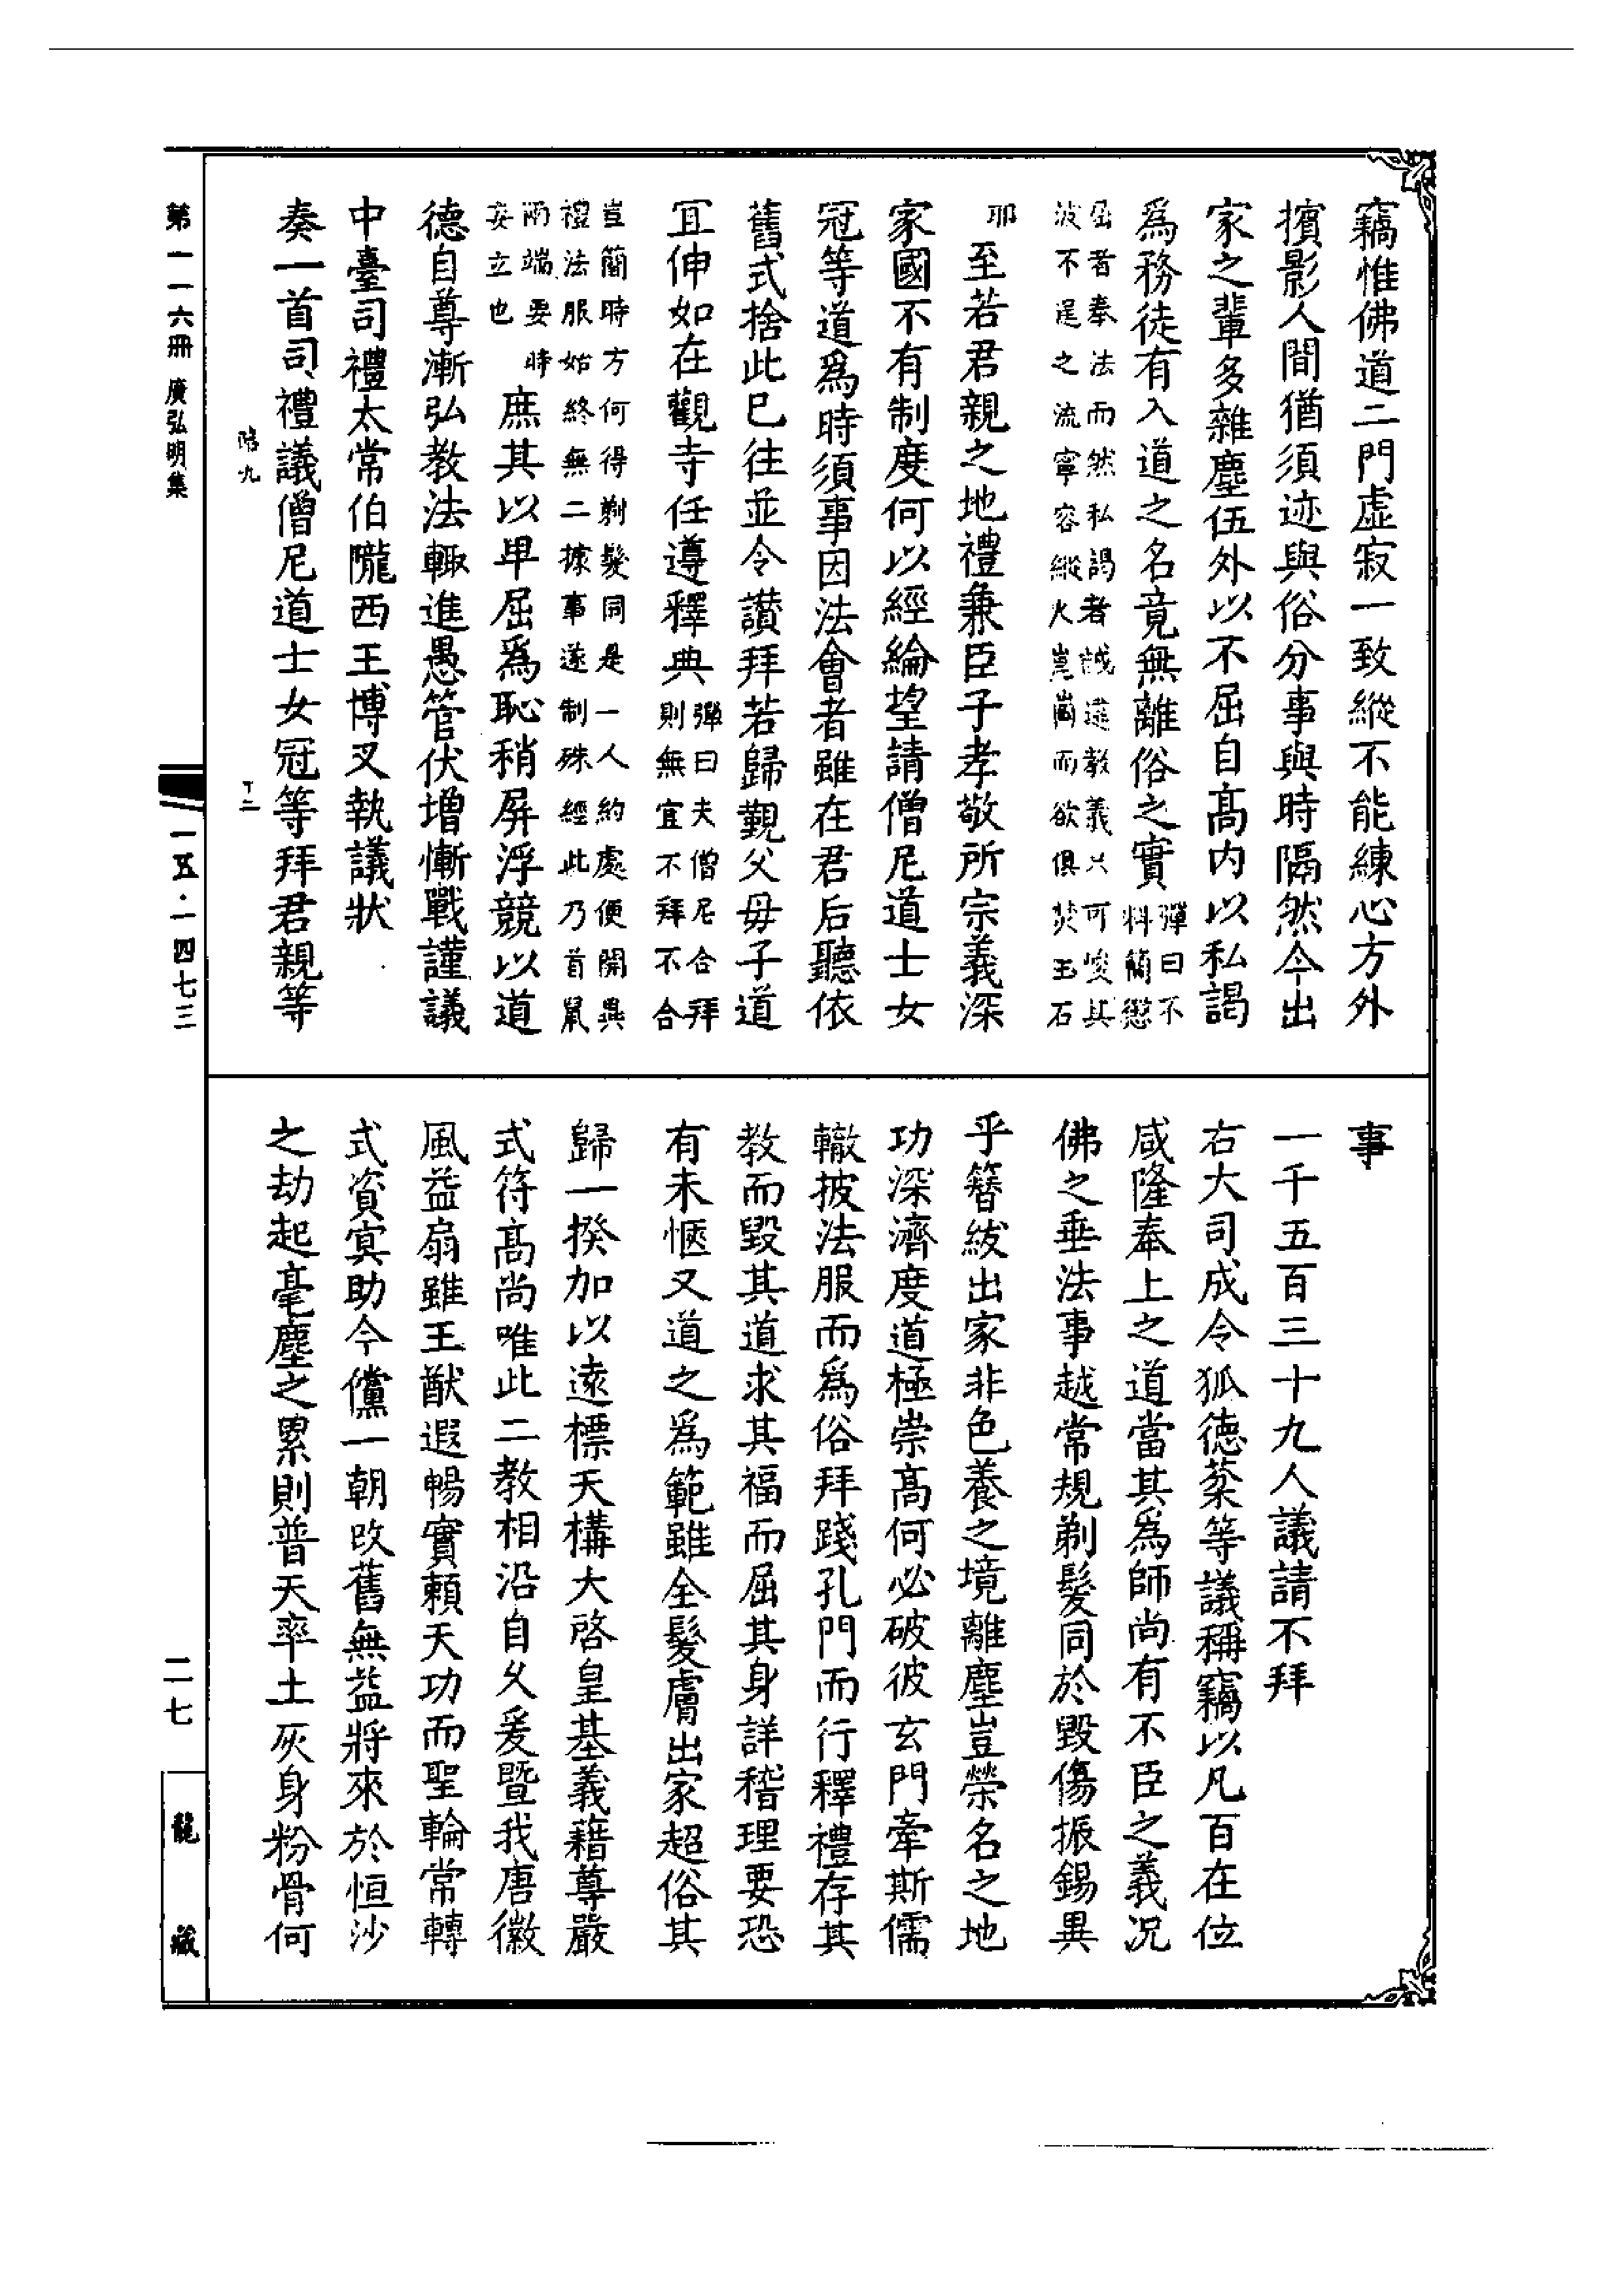 竊惟佛道二門虛寂一致縱不能練心方外
擯影人間猶須迹與俗分事與時隔然今出
家之輩多雜塵伍外以不屈自高内以私謁
爲務徒有入道之名竟無離俗之實彈曰不料簡愆
屈者奉法而然私謁者誠違教義只可峻其
波不逞之流寧容縱火崑崗而欲俱焚玉石
耶至若君親之地禮兼臣子孝敬所宗義深
家國不有制度何以經綸望請僧尼道士女
冠等道爲時須事因法會者雖在君后聽依
舊式捨此已往並令讃拜若歸覲父毋子道
冝伸如在觀寺任遵釋典彈曰夫僧尼合拜則無宜不拜不合
豈簡時方何得剃髮同是一人約處便開異
禮法服始終無二據事遂制殊經此乃首鼠
兩端要時妄立也庶其以卑屈爲恥稍屏浮競以道
德自尊漸弘教法輙進愚管伏增慚戰謹議
中臺司禮太常伯隴西王博叉執議狀
奏一首司禮議僧尼道士女冠等拜君親等
事
一千五百三十九人議請不拜
右大司成令狐德棻等議稱竊以凡百在位
咸隆奉上之道當其爲師尚有不臣之義况
佛之垂法事越常規剃髮同於毀傷振錫異
乎簪紱出家非色養之境離塵豈榮名之地
功深濟度道極崇高何必破彼玄門牽斯儒
轍披法服而爲俗拜踐孔門而行釋禮存其
教而毀其道求其福而屈其身詳稽理要恐
有未愜又道之爲範雖全髮膚出家超俗其
歸一揆加以遠標天構大啓皇基義藉尊嚴
式符高尚唯此二教相沿自久爰曁我唐徽
風益扇雖王猷遐暢實賴天功而聖輪常轉
式資寘助今儻一朝改舊無益將來於恒沙
之劫起毫塵之累則普天率土灰身粉骨何
第一一六冊 廣弘明集
陪九
十二
一五·一四七三
二七
龍藏